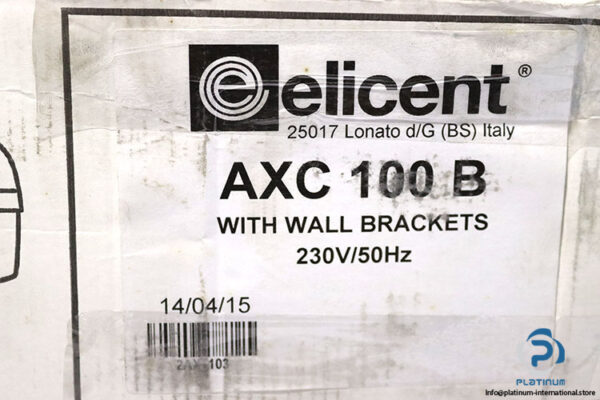 elicent®
25017 Lonato d/G (BS) Italy
AXC 100 B
WITH WALL BRACKETS
230V/50Hz
14/04/15
PLATINUM
Info@platinum-international.store